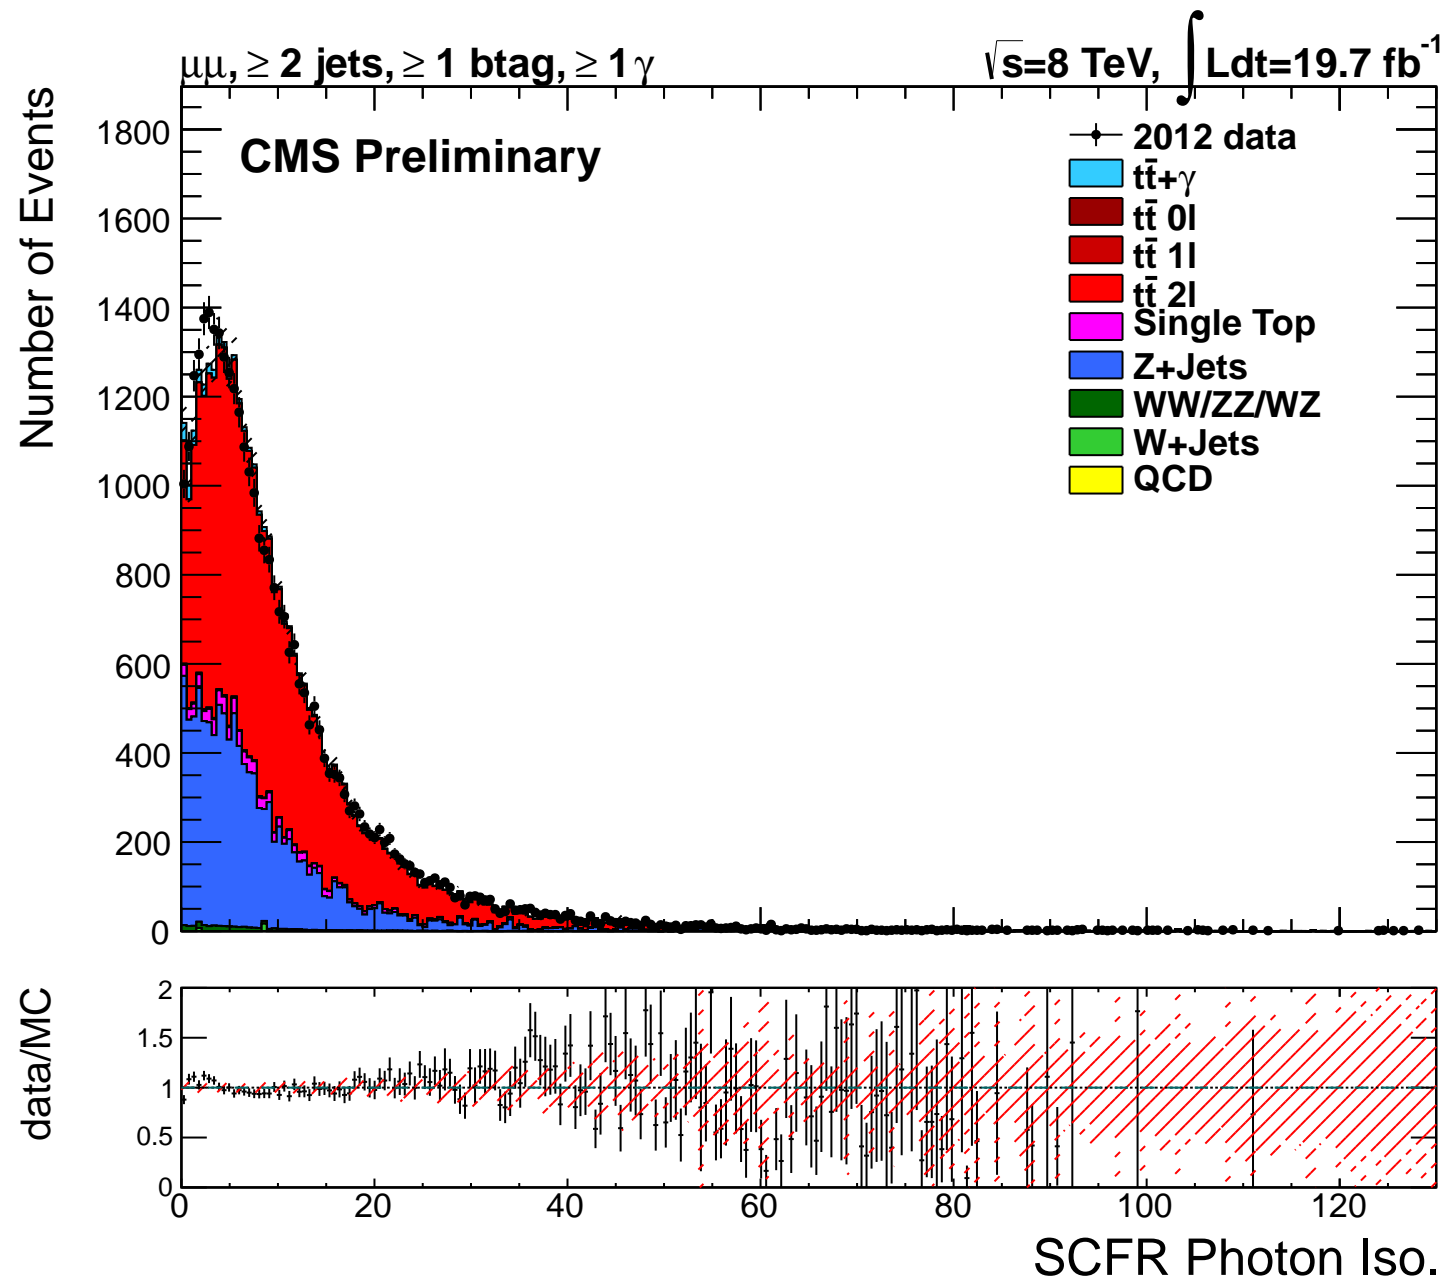 μμ, ≥ 2 jets, ≥ 1 btag, ≥ 1 γ
√s=8 TeV, ∫ Ldt=19.7 fb⁻¹
Number of Events
CMS Preliminary
2012 data
tt̄+γ
tt̄ 0l
tt̄ 1l
tt̄ 2l
Single Top
Z+Jets
WW/ZZ/WZ
W+Jets
QCD
1800
1600
1400
1200
1000
800
600
400
200
0
data/MC
2
1.5
1
0.5
0
0 20 40 60 80 100 120
SCFR Photon Iso.